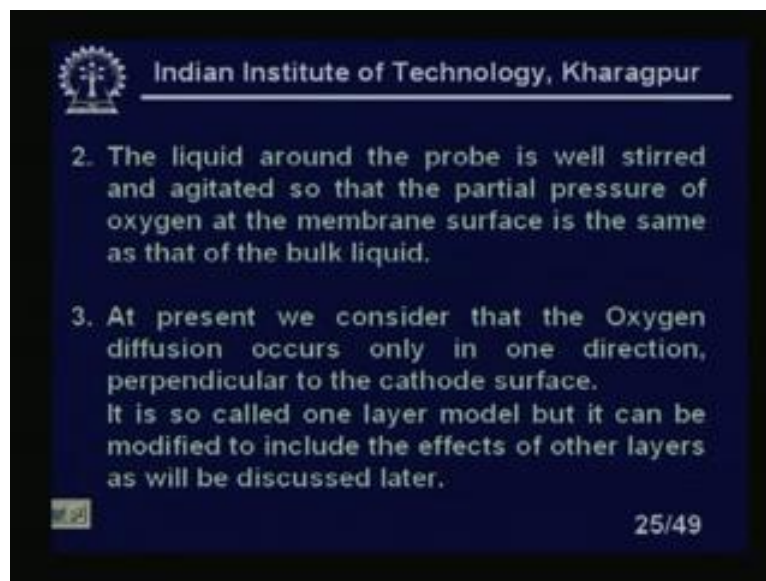 Indian Institute of Technology, Kharagpur
2. The liquid around the probe is well stirred
and agitated so that the partial pressure of
oxygen at the membrane surface is the same
as that of the bulk liquid.
3. At present we consider that the Oxygen
diffusion occurs only in one direction,
perpendicular to the cathode surface.
It is so called one layer model but it can be
modified to include the effects of other layers
as will be discussed later.
25/49